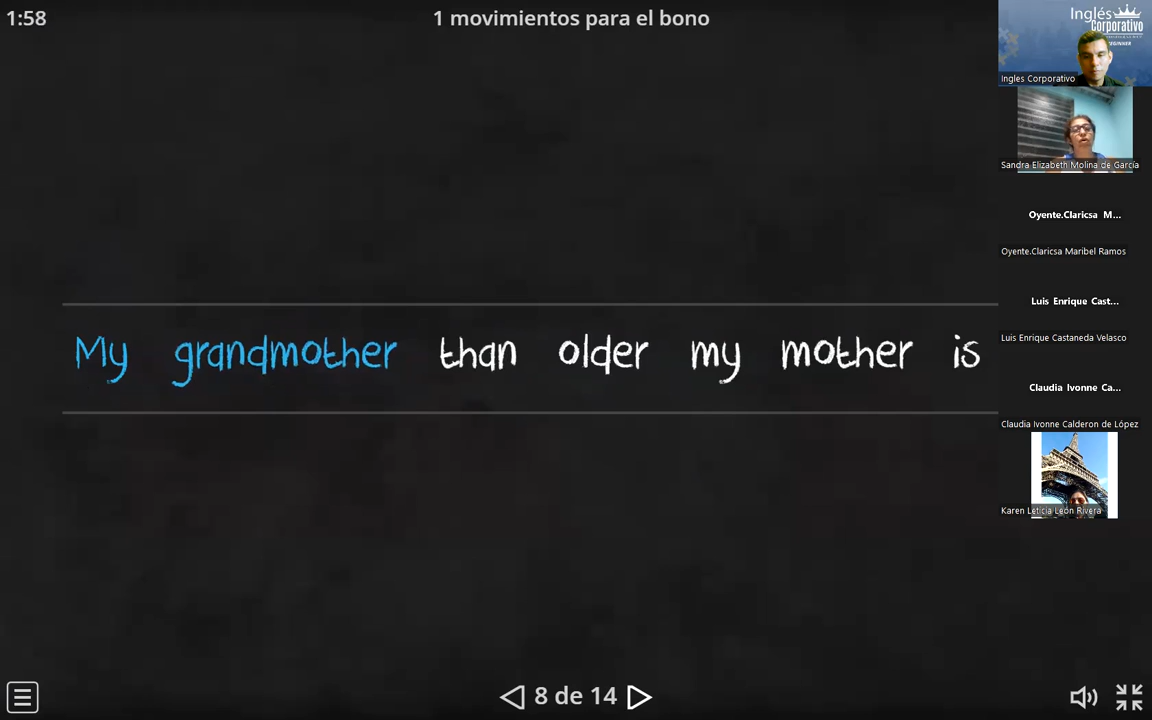 1:58
1 movimientos para el bono
Inglés
Corporativo
BEGINNER
Ingles Corporativo
Sandra Elizabeth Molina de García
Oyente.Claricsa M...
Oyente.Claricsa Maribel Ramos
Luis Enrique Cast...
Luis Enrique Castaneda Velasco
Claudia Ivonne Ca...
Claudia Ivonne Calderon de López
Karen Leticia León Rivera
My grandmother than older my mother is
8 de 14